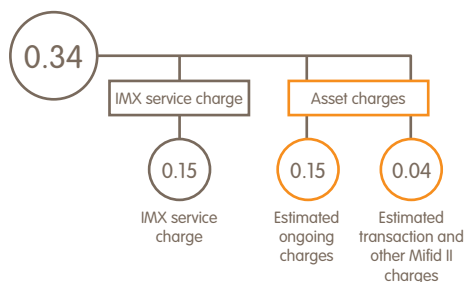 0.34
IMX service charge
Asset charges
0.15
0.15
0.04
IMX service
charge
Estimated
ongoing
charges
Estimated
transaction and
other Mifid II
charges